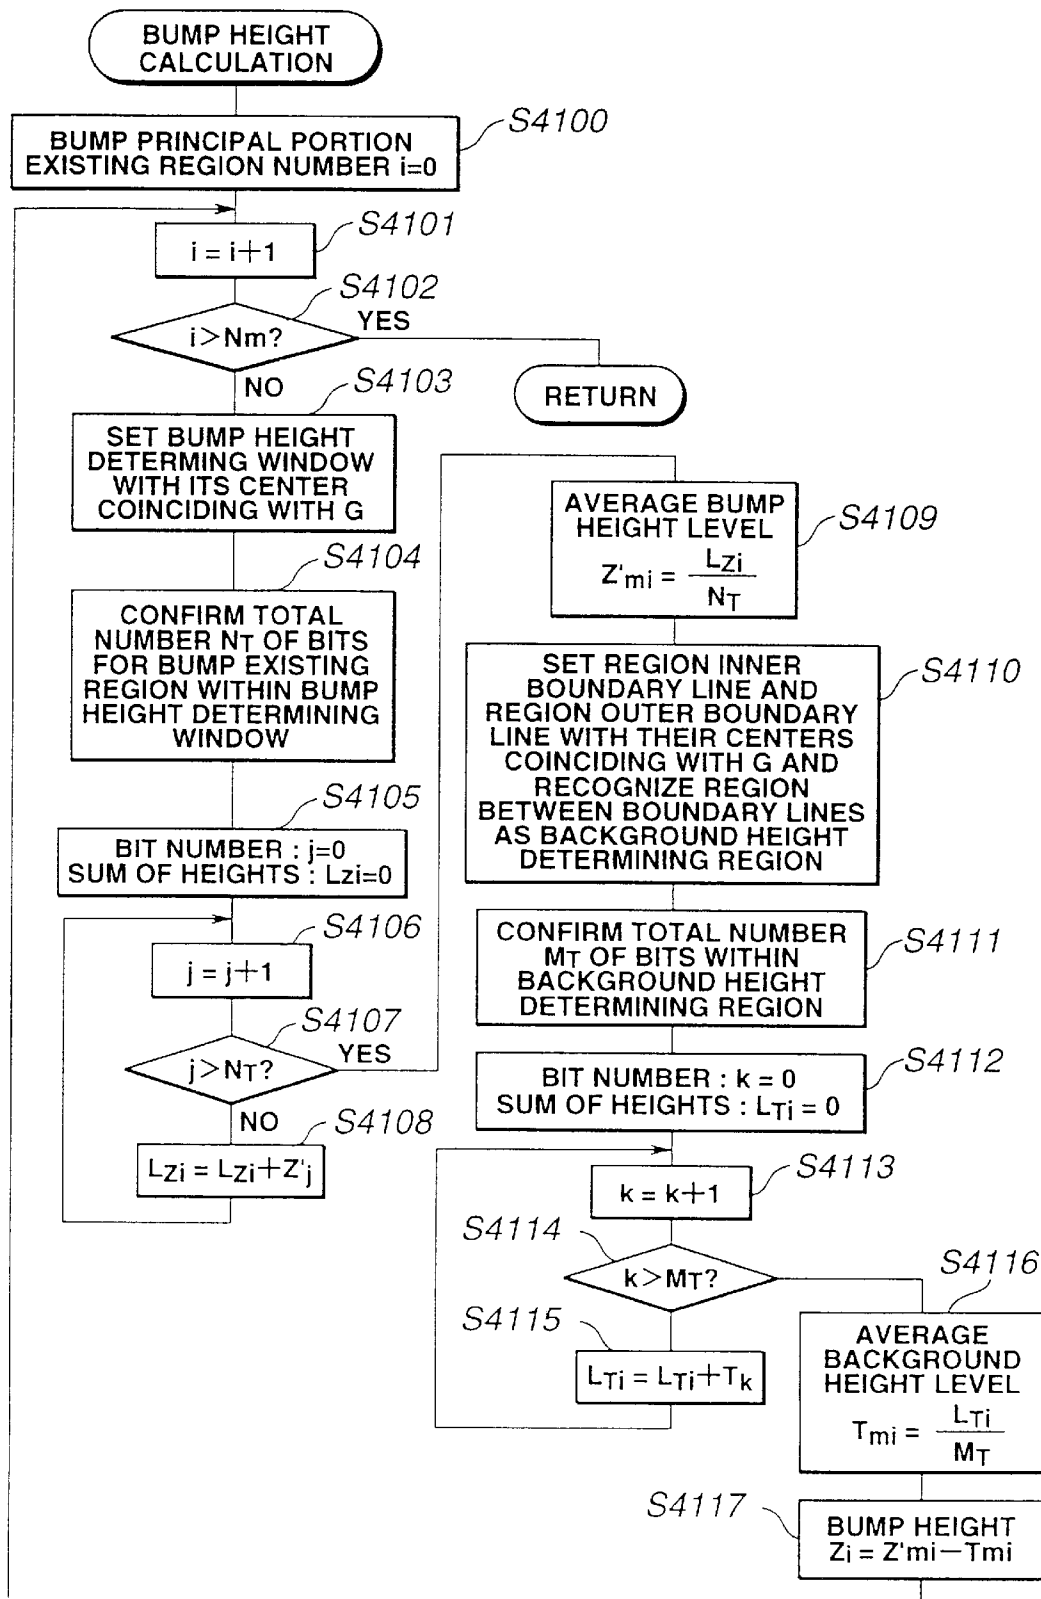 BUMP HEIGHT
CALCULATION
S4100
BUMP PRINCIPAL PORTION
EXISTING REGION NUMBER i=0
S4101
i = i+1
S4102
i>Nm?
YES
NO
RETURN
S4103
SET BUMP HEIGHT
DETERMING WINDOW
WITH ITS CENTER
COINCIDING WITH G
S4104
CONFIRM TOTAL
NUMBER NT OF BITS
FOR BUMP EXISTING
REGION WITHIN BUMP
HEIGHT DETERMINING
WINDOW
S4105
BIT NUMBER : j=0
SUM OF HEIGHTS : Lzi=0
S4106
j = j+1
S4107
j>NT?
YES
NO
S4108
LZi = LZi+Z'j
S4109
AVERAGE BUMP
HEIGHT LEVEL
Z'mi = LZi / NT
S4110
SET REGION INNER
BOUNDARY LINE AND
REGION OUTER BOUNDARY
LINE WITH THEIR CENTERS
COINCIDING WITH G AND
RECOGNIZE REGION
BETWEEN BOUNDARY LINES
AS BACKGROUND HEIGHT
DETERMINING REGION
S4111
CONFIRM TOTAL NUMBER
MT OF BITS WITHIN
BACKGROUND HEIGHT
DETERMINING REGION
S4112
BIT NUMBER : k = 0
SUM OF HEIGHTS : LTi = 0
S4113
k = k+1
S4114
k>MT?
S4115
LTi = LTi+Tk
S4116
AVERAGE
BACKGROUND
HEIGHT LEVEL
Tmi = LTi / MT
S4117
BUMP HEIGHT
Zi = Z'mi−Tmi